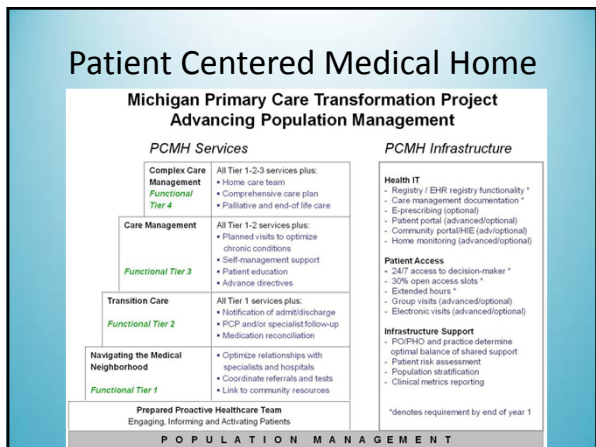 Patient Centered Medical Home
Michigan Primary Care Transformation Project
Advancing Population Management
PCMH Services
Complex Care
Management
Functional
Tier 4
All Tier 1-2-3 services plus:
• Home care team
• Comprehensive care plan
• Palliative and end-of life care
Care Management
Functional Tier 3
All Tier 1-2 services plus:
• Planned visits to optimize
chronic conditions
• Self-management support
• Patient education
• Advance directives
Transition Care
Functional Tier 2
All Tier 1 services plus:
• Notification of admit/discharge
• PCP and/or specialist follow-up
• Medication reconciliation
Navigating the Medical
Neighborhood
Functional Tier 1
• Optimize relationships with
specialists and hospitals
• Coordinate referrals and tests
• Link to community resources
Prepared Proactive Healthcare Team
Engaging, Informing and Activating Patients
PCMH Infrastructure
Health IT
- Registry / EHR registry functionality *
- Care management documentation *
- E-prescribing (optional)
- Patient portal (advanced/optional)
- Community portal/HIE (adv/optional)
- Home monitoring (advanced/optional)
Patient Access
- 24/7 access to decision-maker *
- 30% open access slots *
- Extended hours *
- Group visits (advanced/optional)
- Electronic visits (advanced/optional)
Infrastructure Support
- PO/PHO and practice determine
optimal balance of shared support
- Patient risk assessment
- Population stratification
- Clinical metrics reporting
*denotes requirement by end of year 1
POPULATION MANAGEMENT